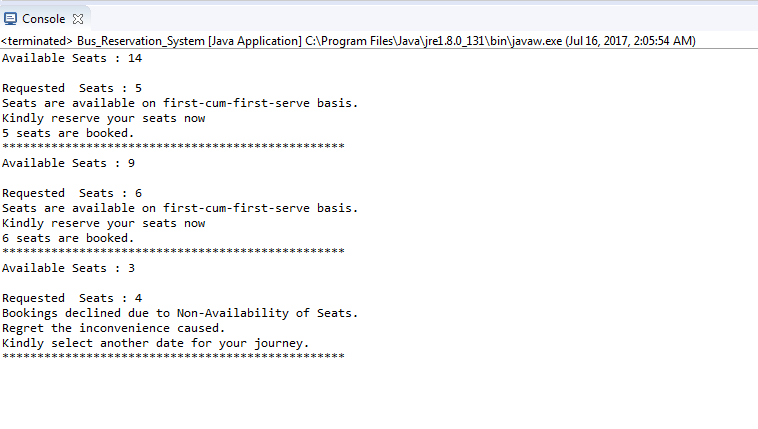 Console
<terminated> Bus_Reservation_System [Java Application] C:\Program Files\Java\jre1.8.0_131\bin\javaw.exe (Jul 16, 2017, 2:05:54 AM)
Available Seats : 14
Requested  Seats : 5
Seats are available on first-cum-first-serve basis.
Kindly reserve your seats now
5 seats are booked.
*************************************************
Available Seats : 9
Requested  Seats : 6
Seats are available on first-cum-first-serve basis.
Kindly reserve your seats now
6 seats are booked.
*************************************************
Available Seats : 3
Requested  Seats : 4
Bookings declined due to Non-Availability of Seats.
Regret the inconvenience caused.
Kindly select another date for your journey.
*************************************************